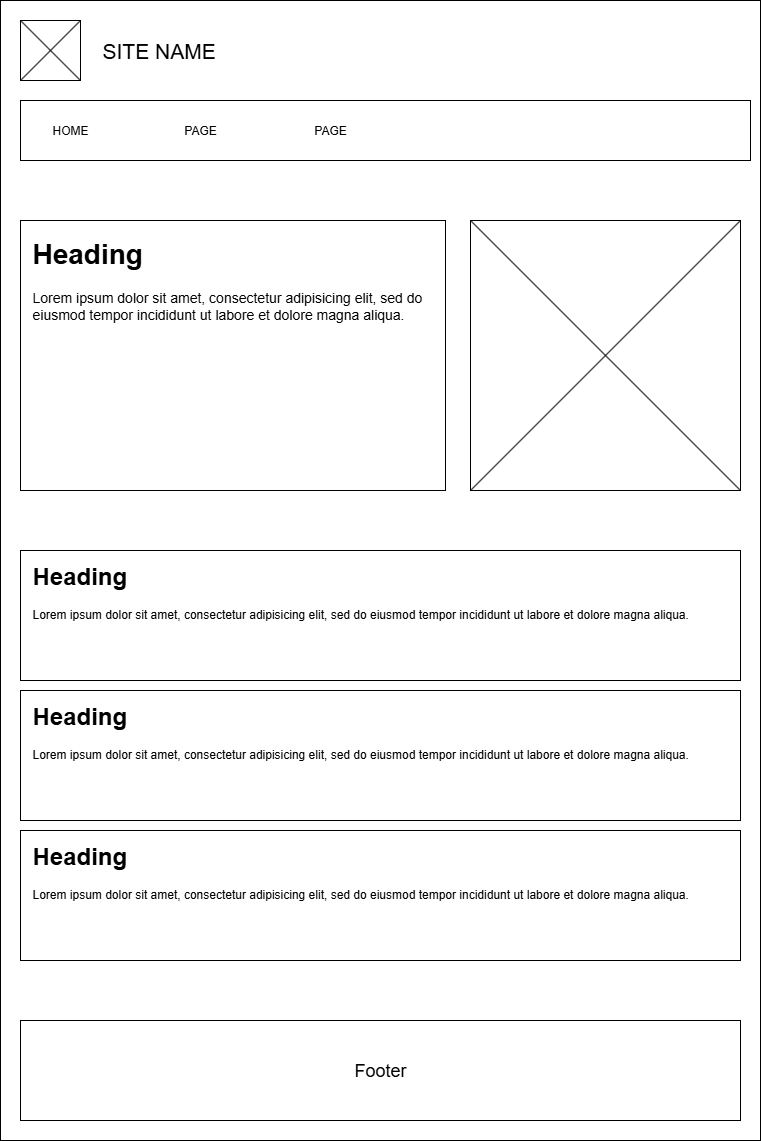 SITE NAME
HOME PAGE PAGE
Heading
Lorem ipsum dolor sit amet, consectetur adipisicing elit, sed do
eiusmod tempor incididunt ut labore et dolore magna aliqua.
Heading
Lorem ipsum dolor sit amet, consectetur adipisicing elit, sed do eiusmod tempor incididunt ut labore et dolore magna aliqua.
Heading
Lorem ipsum dolor sit amet, consectetur adipisicing elit, sed do eiusmod tempor incididunt ut labore et dolore magna aliqua.
Heading
Lorem ipsum dolor sit amet, consectetur adipisicing elit, sed do eiusmod tempor incididunt ut labore et dolore magna aliqua.
Footer